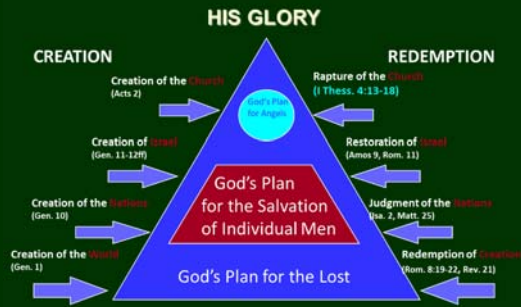 HIS GLORY
CREATION
REDEMPTION
Creation of the Church
(Acts 2)
Rapture of the Church
(I Thess. 4:13-18)
God's Plan
for Angels
Creation of Israel
(Gen. 11-12ff)
Restoration of Israel
(Amos 9, Rom. 11)
God's Plan
for the Salvation
of Individual Men
Creation of the Nations
(Gen. 10)
Judgment of the Nations
(Isa. 2, Matt. 25)
Creation of the World
(Gen. 1)
Redemption of Creation
(Rom. 8:19-22, Rev. 21)
God's Plan for the Lost